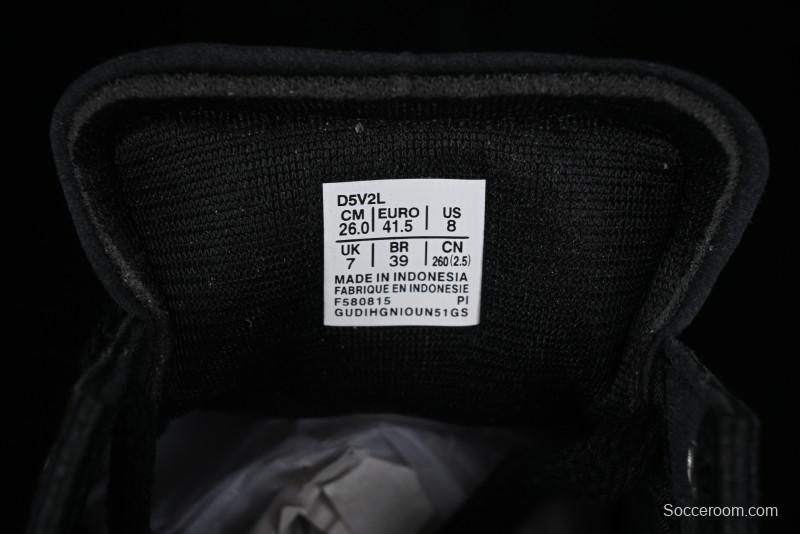 D5V2L
CM EURO US
26.0 41.5 8
UK BR CN
7 39 260(2.5)
MADE IN INDONESIA
FABRIQUE EN INDONESIE
F580815 PI
GUDIHGNIOUN51GS
Socceroom.com